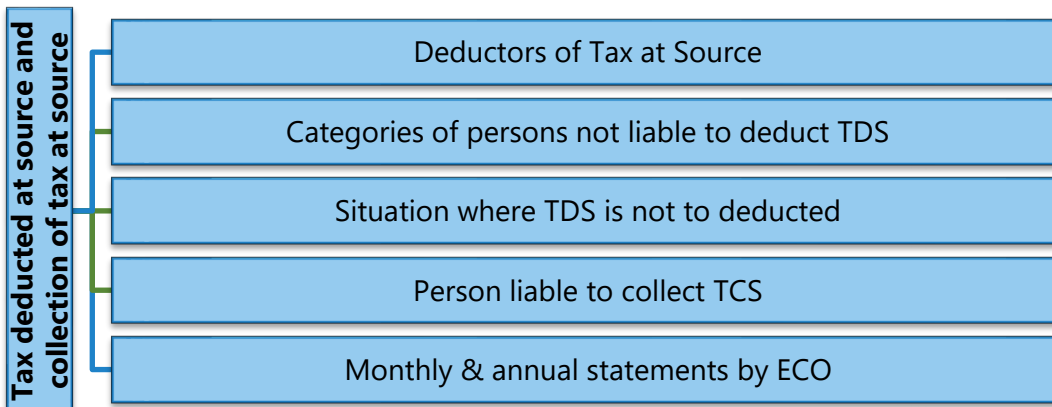 Tax deducted at source and
collection of tax at source
Deductors of Tax at Source
Categories of persons not liable to deduct TDS
Situation where TDS is not to deducted
Person liable to collect TCS
Monthly & annual statements by ECO